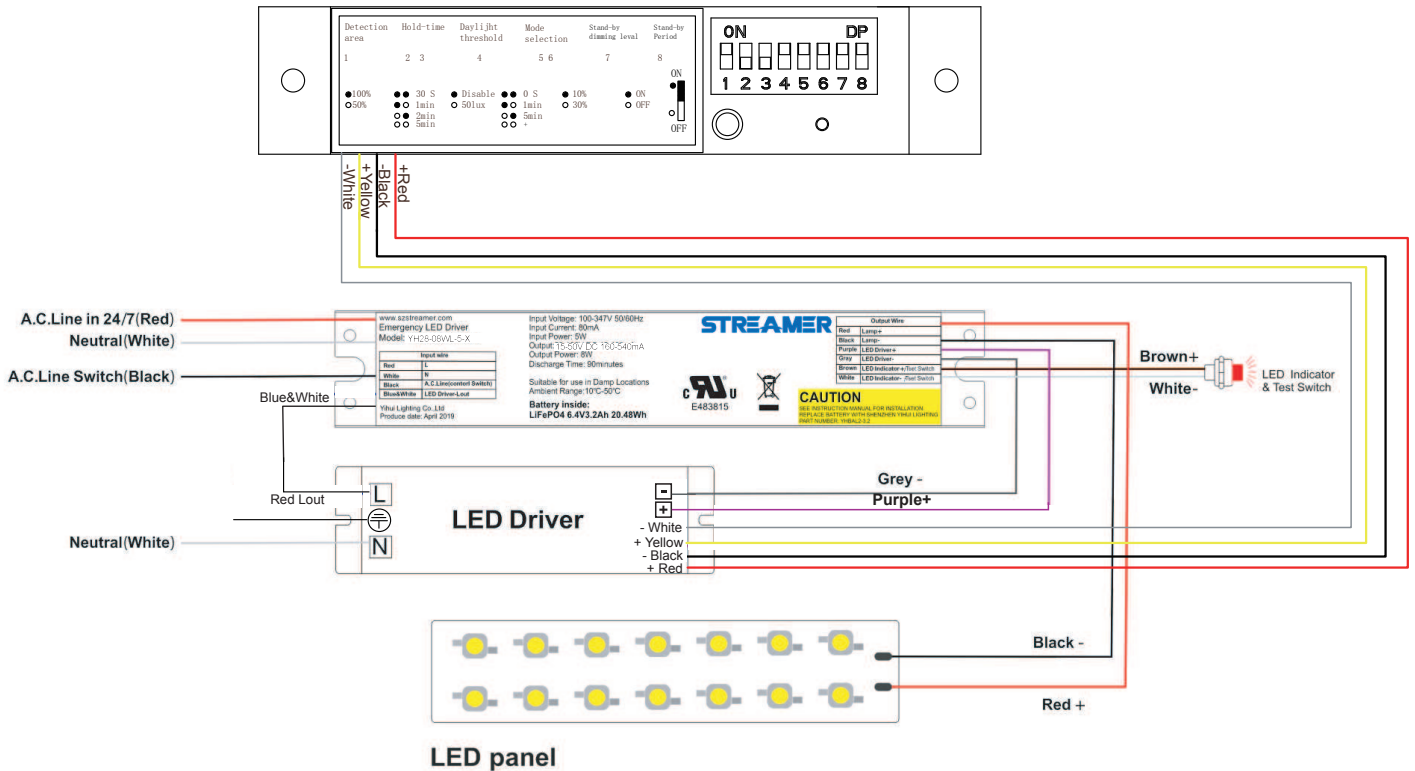 Detection area
Hold-time
Daylijht threshold
Mode selection
Stand-by dimming level
Stand-by Period
1
2 3
4
5 6
7
8
ON
OFF
●100%
○50%
●● 30 S
●○ 1min
○● 2min
○○ 5min
● Disable
○ 50lux
●● 0 S
●○ 1min
○● 5min
○○ +
● 10%
○ 30%
● ON
○ OFF
ON DP
1 2 3 4 5 6 7 8
-White
+Yellow
-Black
+Red
A.C.Line in 24/7(Red)
Neutral(White)
A.C.Line Switch(Black)
Blue&White
www.szstreamer.com
Emergency LED Driver
Model: YH28-08WL-5-X
Input wire
Red L
White N
Black A.C.Line(contorl Switch)
Blue&White LED Driver-Lout
Yihui Lighting Co.,Ltd
Produce date: April 2019
Input Voltage: 100-347V 50/60Hz
Input Current: 80mA
Input Power: 5W
Output: 15-50V DC 160-540mA
Output Power: 8W
Discharge Time: 90minutes
Suitable for use in Damp Locations
Ambient Range:10°C-50°C
Battery inside:
LiFePO4 6.4V3.2Ah 20.48Wh
STREAMER
C RU US
E483815
Output Wire
Red Lamp+
Black Lamp-
Purple LED Driver+
Gray LED Driver-
Brown LED Indicator+/Test Switch
White LED Indicator- /Test Switch
CAUTION
SEE INSTRUCTION MANUAL FOR INSTALLATION
REPLACE BATTERY WITH SHENZHEN YIHUI LIGHTING
PART NUMBER: YHBAL2-3.2
Brown+
White-
LED Indicator
& Test Switch
Red Lout
L
N
Neutral(White)
LED Driver
-
+
Grey -
Purple+
- White
+ Yellow
- Black
+ Red
Black -
Red +
LED panel